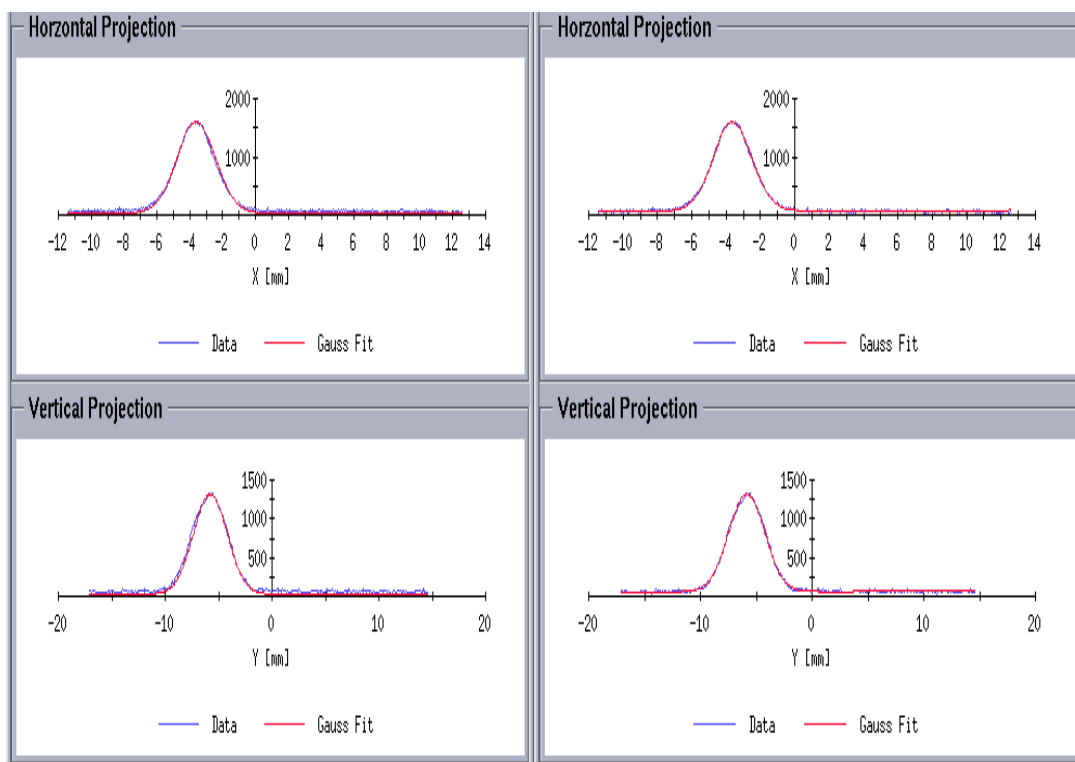 Horzontal Projection
2000
1000
-12 -10 -8 -6 -4 -2 0 2 4 6 8 10 12 14
X [mm]
Data Gauss Fit
Horzontal Projection
2000
1000
-12 -10 -8 -6 -4 -2 0 2 4 6 8 10 12 14
X [mm]
Data Gauss Fit
Vertical Projection
1500
1000
500
-20 -10 0 10 20
Y [mm]
Data Gauss Fit
Vertical Projection
1500
1000
500
-20 -10 0 10 20
Y [mm]
Data Gauss Fit